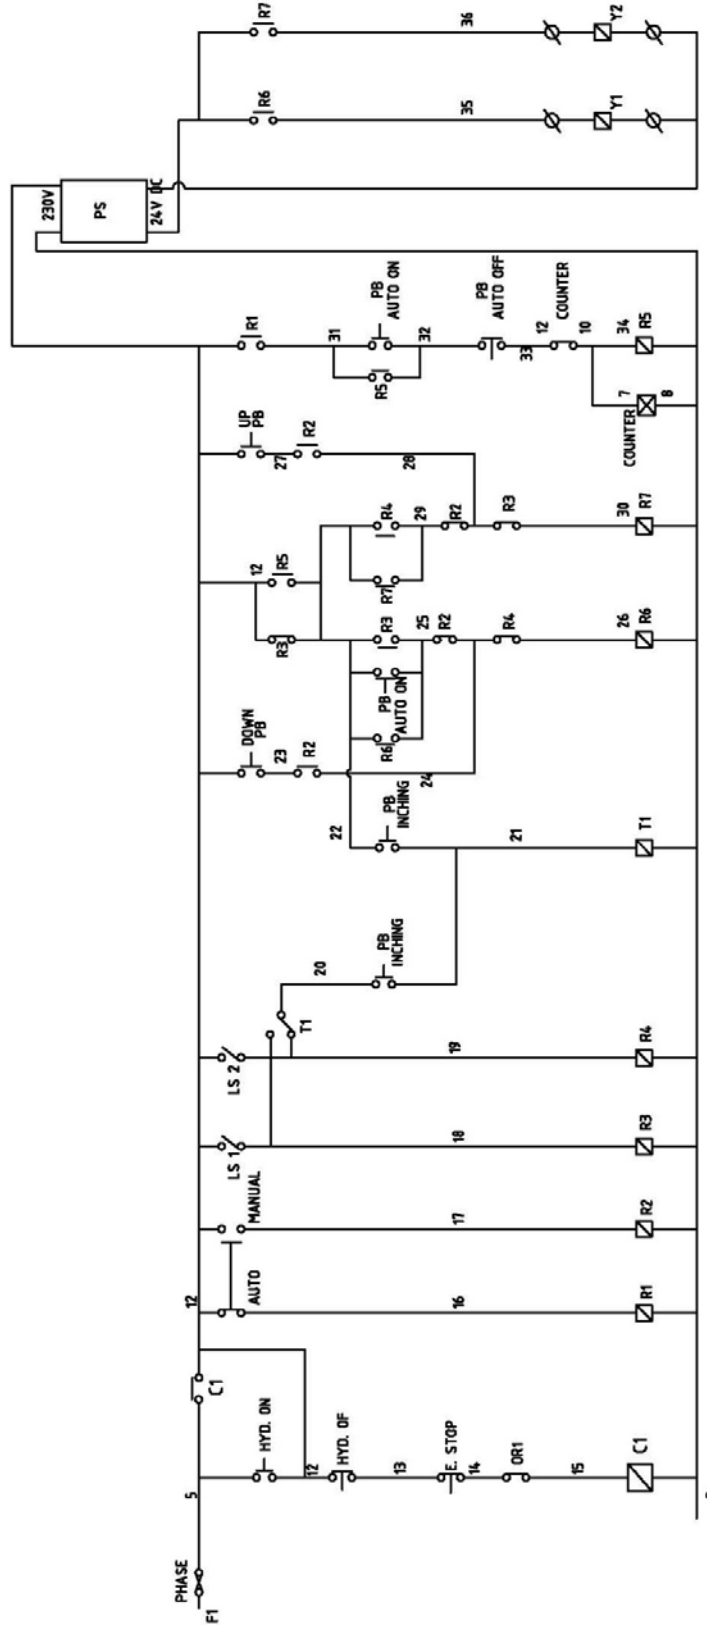 F1
PHASE
5
HYD. ON
12
HYD. OF
13
E. STOP
14
OR1
15
C1
C1
12
AUTO
16
R1
MANUAL
17
R2
LS 1
18
R3
LS 2
19
R4
T1
20
PB
INCHING
22
PB
INCHING
21
T1
DOWN
PB
23
R2
24
R3
12
R5
R6
PB
AUTO ON
R3
25
R2
R4
26
R6
R7
R4
29
R2
R3
30
R7
UP
PB
27
R2
28
R1
31
R5
PB
AUTO ON
32
PB
AUTO OFF
33
12
COUNTER
10
COUNTER
7
8
34
R5
230V
PS
24V DC
R6
35
Y1
R7
36
Y2